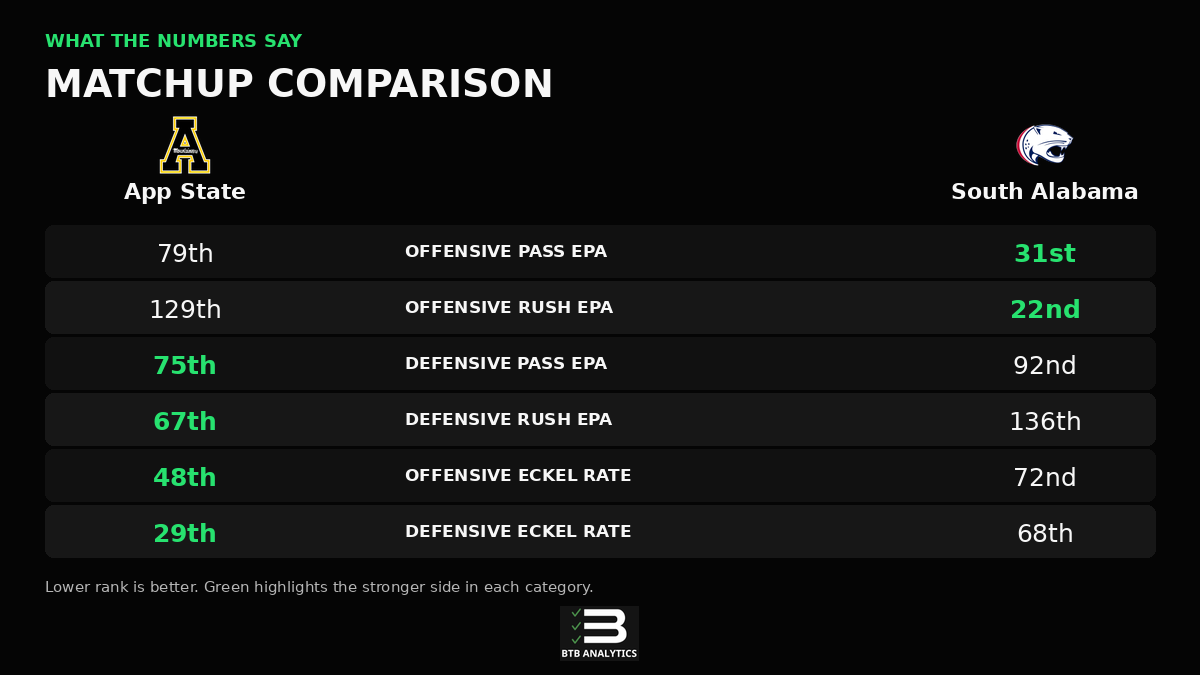 WHAT THE NUMBERS SAY
MATCHUP COMPARISON
App State
South Alabama
79th OFFENSIVE PASS EPA 31st
129th OFFENSIVE RUSH EPA 22nd
75th DEFENSIVE PASS EPA 92nd
67th DEFENSIVE RUSH EPA 136th
48th OFFENSIVE ECKEL RATE 72nd
29th DEFENSIVE ECKEL RATE 68th
Lower rank is better. Green highlights the stronger side in each category.
BTB ANALYTICS